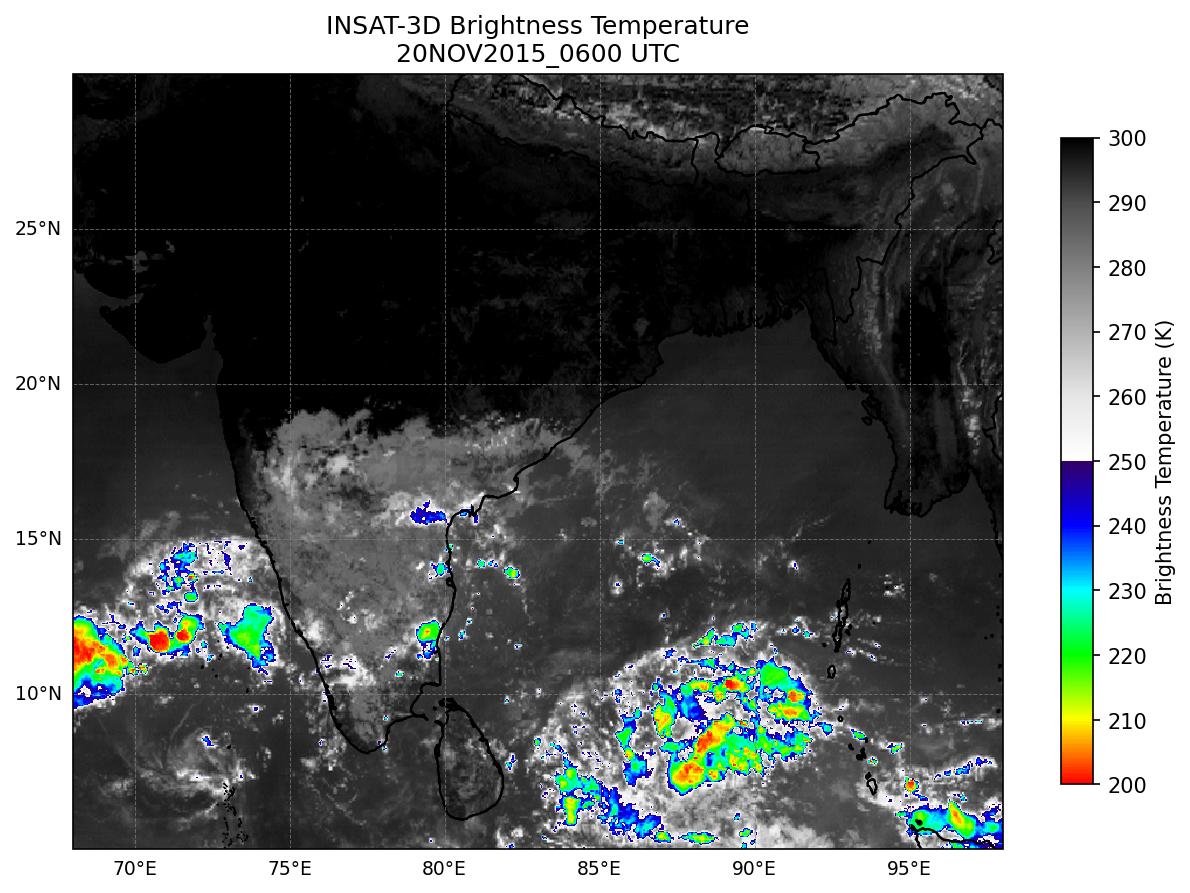 INSAT-3D Brightness Temperature
20NOV2015_0600 UTC
25°N
20°N
15°N
10°N
70°E
75°E
80°E
85°E
90°E
95°E
300
290
280
270
260
250
240
230
220
210
200
Brightness Temperature (K)